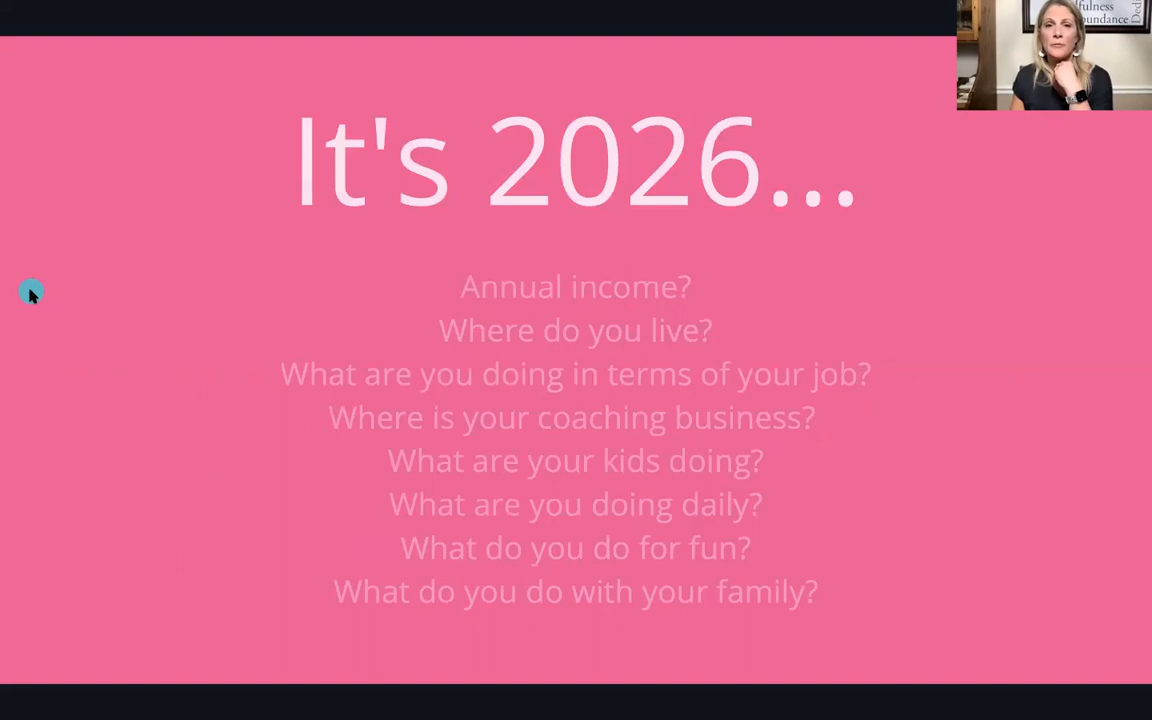 It's 2026...
Annual income?
Where do you live?
What are you doing in terms of your job?
Where is your coaching business?
What are your kids doing?
What are you doing daily?
What do you do for fun?
What do you do with your family?